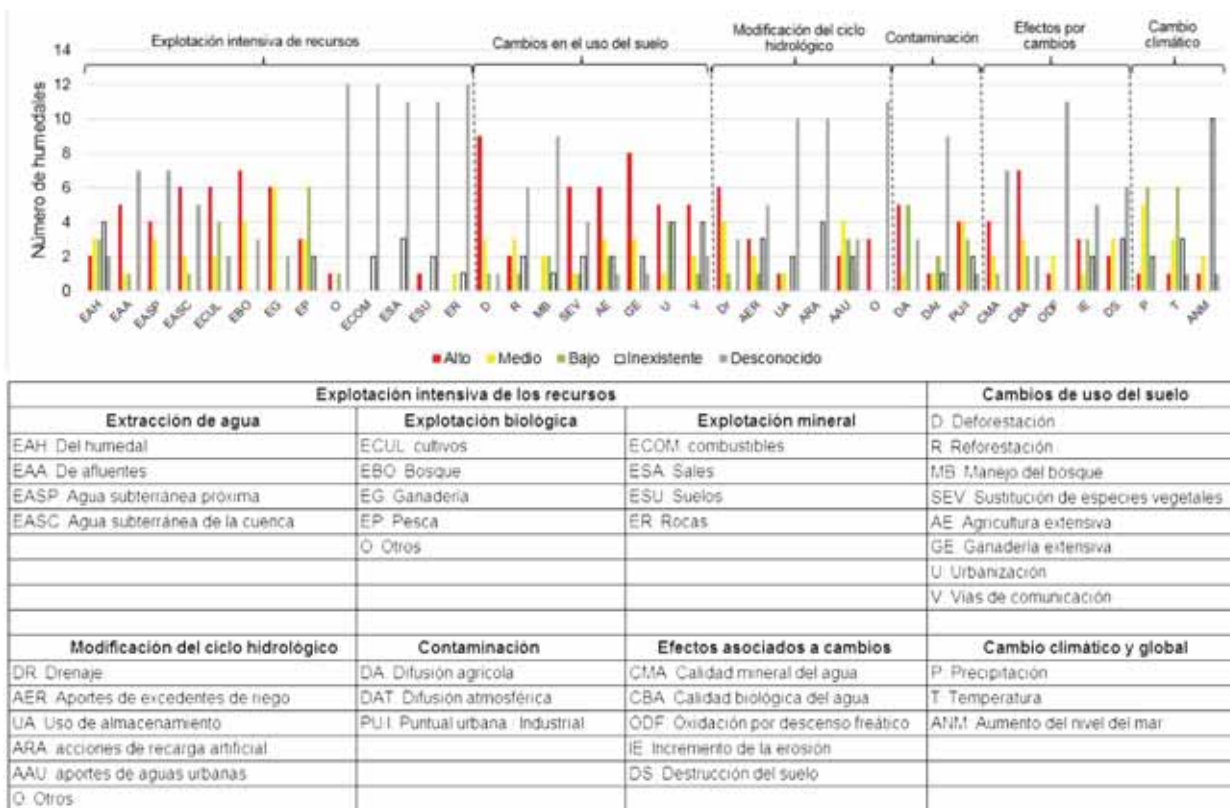 Explotación intensiva de recursos
Cambios en el uso del suelo
Modificación del ciclo
hidrológico
Contaminación
Efectos por
cambios
Cambio
climático
Número de humedales
14
12
10
8
6
4
2
0
EAH EAA EASP EASC ECUL EBO EG EP O ECOM ESA ESU ER D R MB SEV AE GE U V Dr AER UA ARA AAU O DA DAt PUI CMA CBA ODF IE DS P T ANM
Alto Medio Bajo Inexistente Desconocido
Explotación intensiva de los recursos Cambios de uso del suelo
Extracción de agua Explotación biológica Explotación mineral D. Deforestación
EAH. Del humedal ECUL. cultivos ECOM. combustibles R. Reforestación
EAA. De afluentes EBO. Bosque ESA. Sales MB. Manejo del bosque
EASP. Agua subterránea próxima EG. Ganadería ESU. Suelos SEV. Sustitución de especies vegetales
EASC. Agua subterránea de la cuenca EP. Pesca ER. Rocas AE. Agricultura extensiva
O. Otros GE. Ganadería extensiva
U. Urbanización
V. Vías de comunicación
Modificación del ciclo hidrológico Contaminación Efectos asociados a cambios Cambio climático y global
DR. Drenaje DA. Difusión agrícola CMA. Calidad mineral del agua P. Precipitación
AER. Aportes de excedentes de riego DAT. Difusión atmosférica CBA. Calidad biológica del agua T. Temperatura
UA. Uso de almacenamiento PU.I. Puntual urbana Industrial ODF. Oxidación por descenso freático ANM. Aumento del nivel del mar
ARA. acciones de recarga artificial IE. Incremento de la erosión
AAU. aportes de aguas urbanas DS. Destrucción del suelo
O. Otros